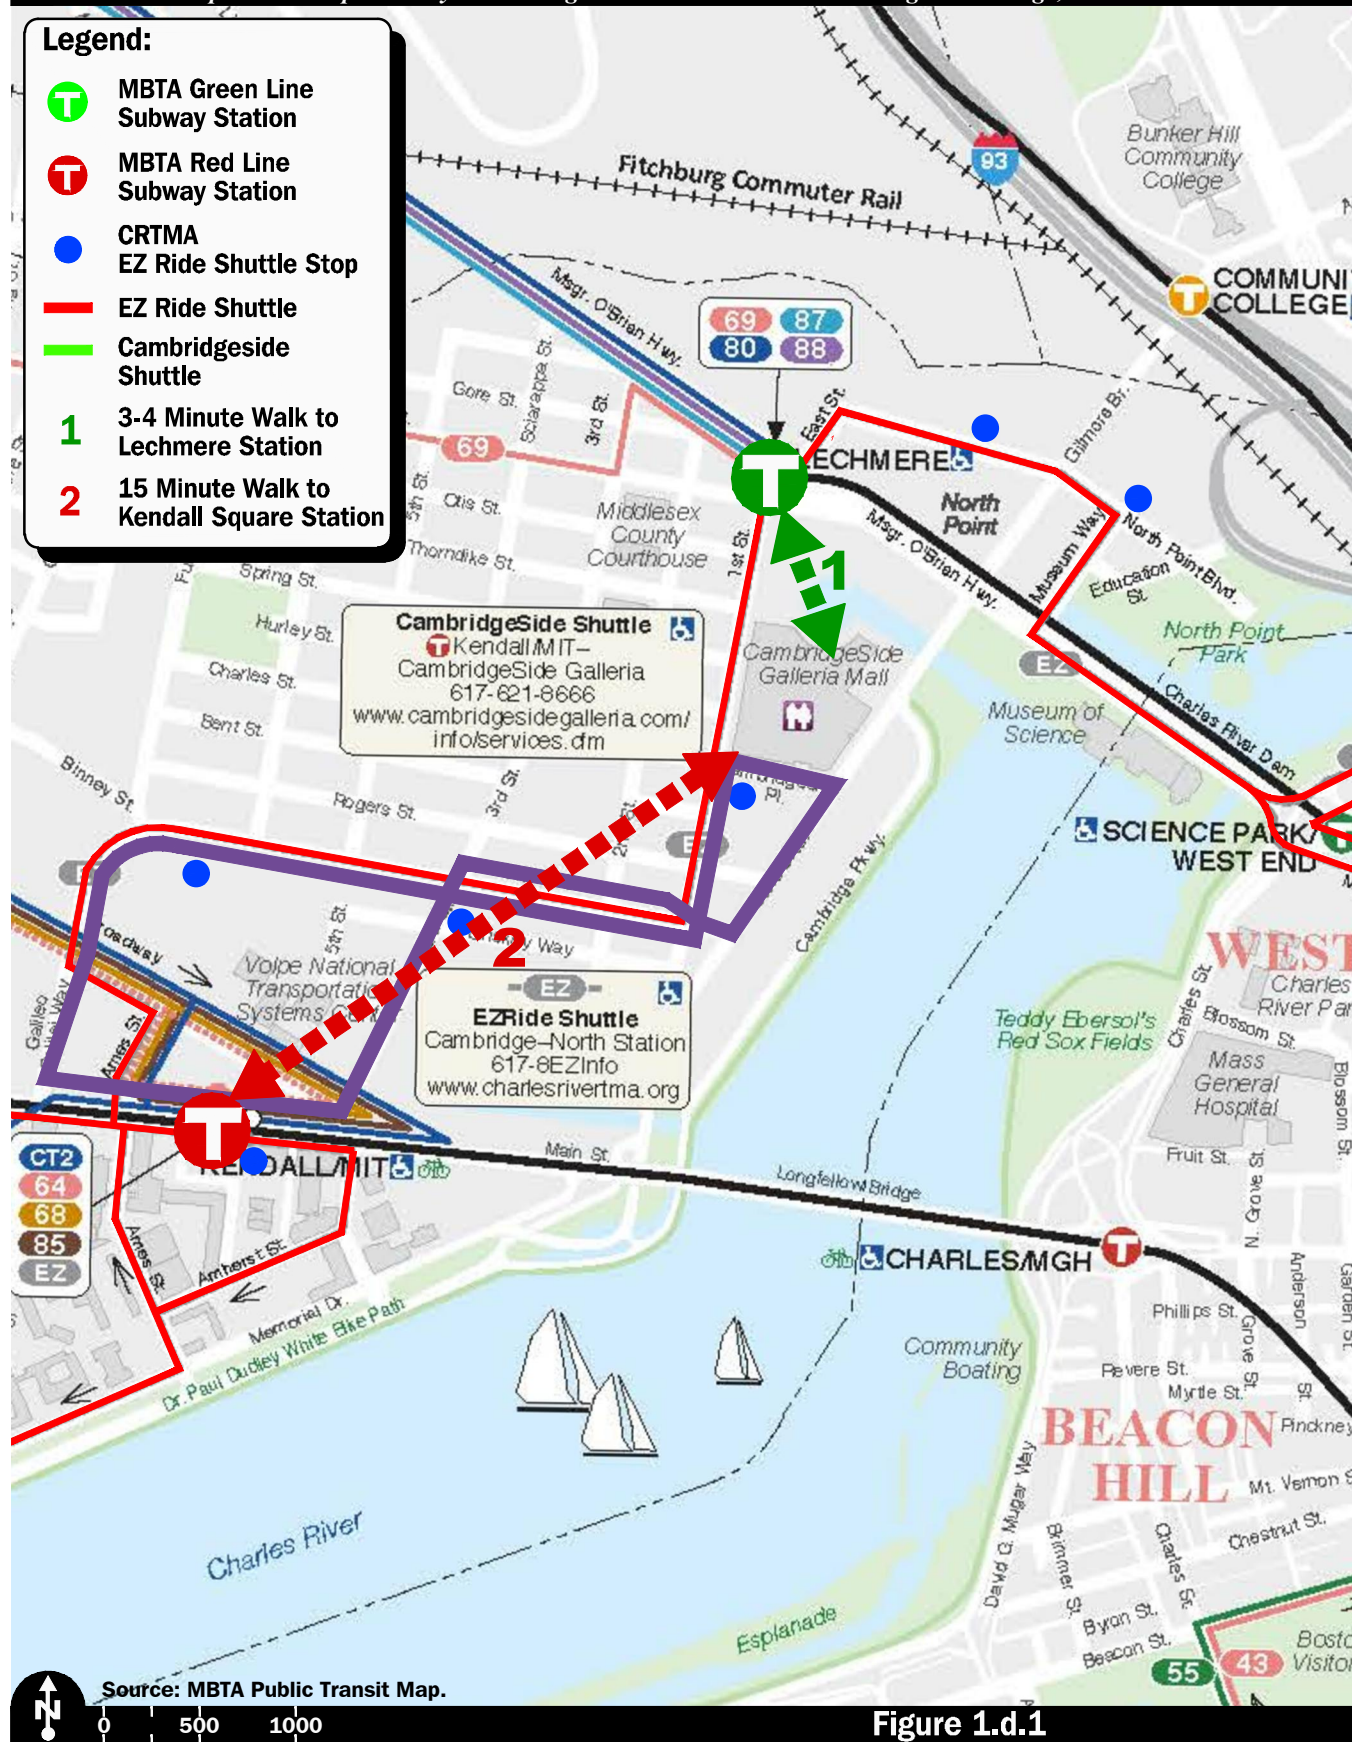 Legend:
MBTA Green Line
Subway Station
MBTA Red Line
Subway Station
CRTMA
EZ Ride Shuttle Stop
EZ Ride Shuttle
Cambridgeside
Shuttle
1
3-4 Minute Walk to
Lechmere Station
2
15 Minute Walk to
Kendall Square Station
Fitchburg Commuter Rail
93
Bunker Hill
Community
College
COMMUNI
COLLEGE
Msgr. O'Brien Hwy.
69 87
80 88
Gore St.
Sciarappa St.
3rd St.
69
East St.
ECHMERE
Gilmore Br.
North
Point
5th St.
Otis St.
Middlesex
County
Courthouse
1st St.
Msgr. O'Brien Hwy.
Museum Way
North Point Blvd.
Education
St.
Thorndike St.
Spring St.
1
Hurley St.
Charles St.
Bent St.
CambridgeSide Shuttle
T Kendall/MIT–
CambridgeSide Galleria
617-621-8666
www.cambridgesidegalleria.com/
info/services.cfm
CambridgeSide
Galleria Mall
North Point
Park
EZ
Museum of
Science
Charles River Dam
Binney St.
Rogers St.
3rd St.
Pl.
SCIENCE PARK/
WEST END
Cambridge Pkwy.
5th St.
Way
2
Volpe National
Transportatio
Systems
Galileo
Way
Ames St.
EZ
EZRide Shuttle
Cambridge–North Station
617-8EZInfo
www.charlesrivertma.org
WEST
Charles
River Par
Charles St.
Blossom St.
Teddy Ebersol's
Red Sox Fields
Mass
General
Hospital
Blossom St.
Fruit St.
N. Grove St.
KENDALL/MIT
CT2
64
68
85
EZ
Main St.
Longfellow Bridge
CHARLES/MGH
Ames St.
Amherst St.
Memorial Dr.
Dr. Paul Dudley White Bike Path
Anderson
St.
Garden St.
Phillips St.
Grove St.
Revere St.
Myrtle St.
Community
Boating
BEACON
HILL
Pinckney
Mt. Vernon S
Chestnut St.
David G. Mugar Way
Brimmer St.
Charles St.
Byron St.
Beacon St.
Charles River
Esplanade
55
43
Bosto
Visitor
N
Source: MBTA Public Transit Map.
0 500 1000
Figure 1.d.1